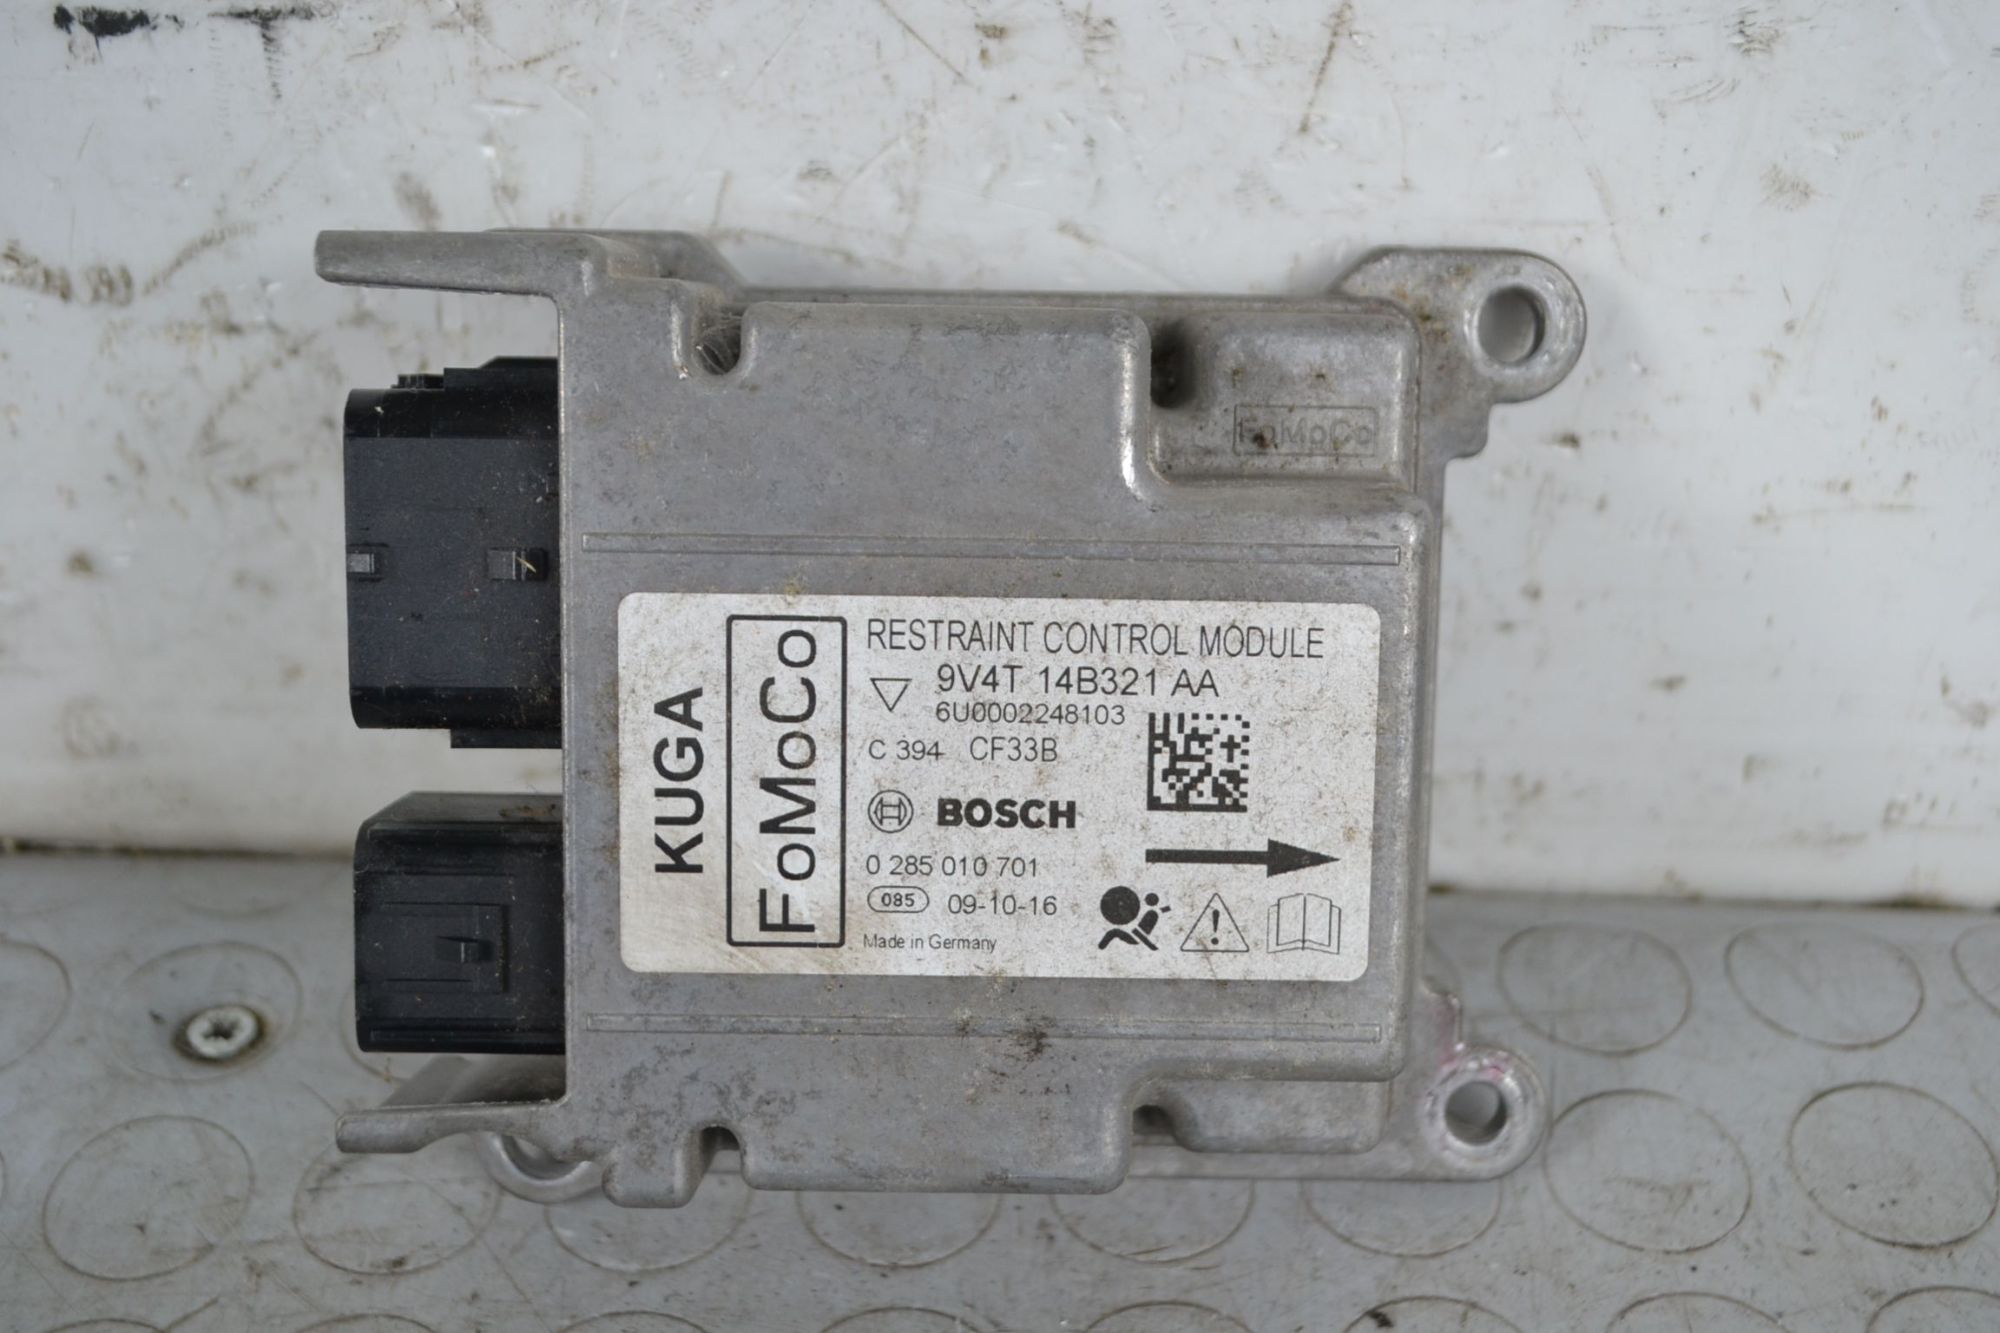 FoMoCo
KUGA
FoMoCo
RESTRAINT CONTROL MODULE
9V4T 14B321 AA
6U0002248103
C 394 CF33B
BOSCH
0 285 010 701
085 09-10-16
Made in Germany